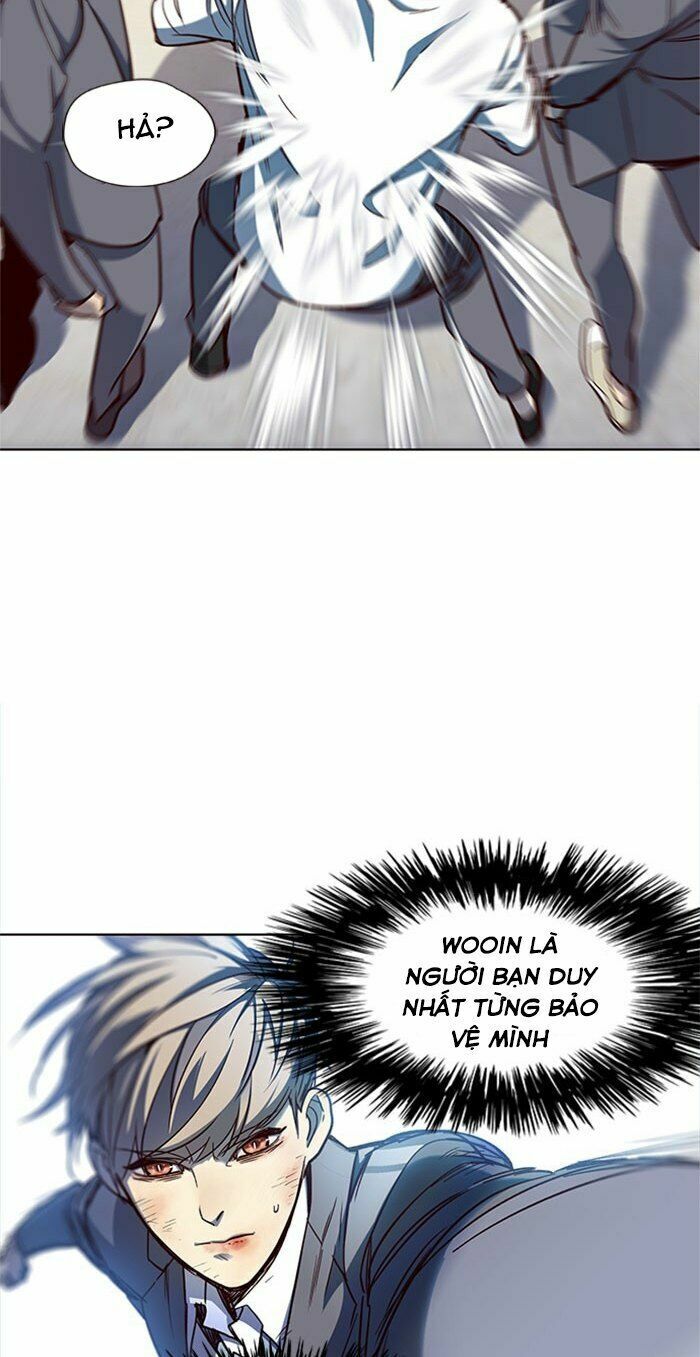 HẢ?
WOOIN LÀ
NGƯỜI BẠN DUY
NHẤT TỪNG BẢO
VỆ MÌNH